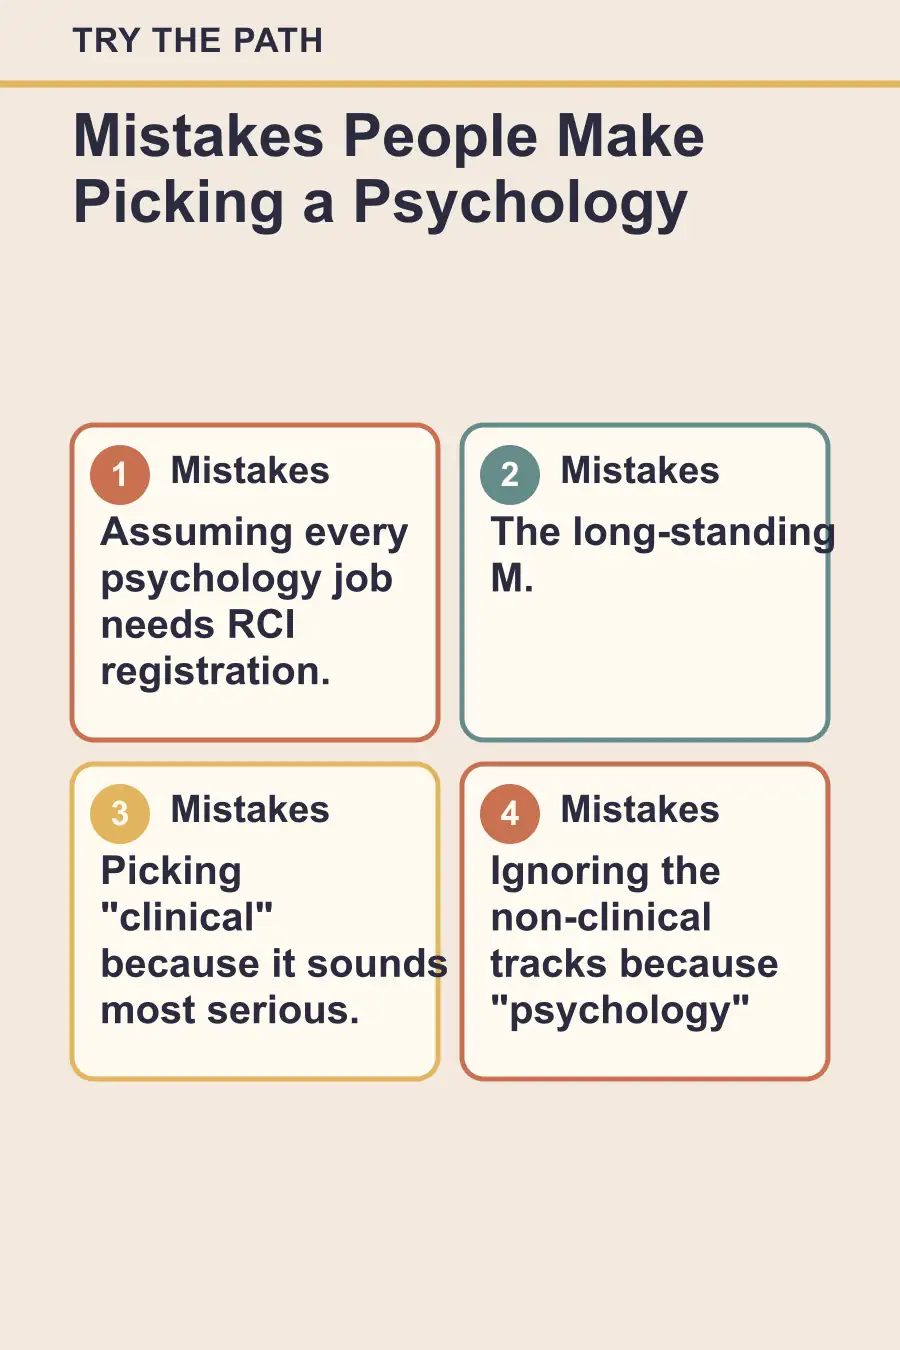 TRY THE PATH
Mistakes People Make
Picking a Psychology
1 Mistakes
Assuming every
psychology job
needs RCI
registration.
2 Mistakes
The long-standing
M.
3 Mistakes
Picking
"clinical"
because it sounds
most serious.
4 Mistakes
Ignoring the
non-clinical
tracks because
"psychology"